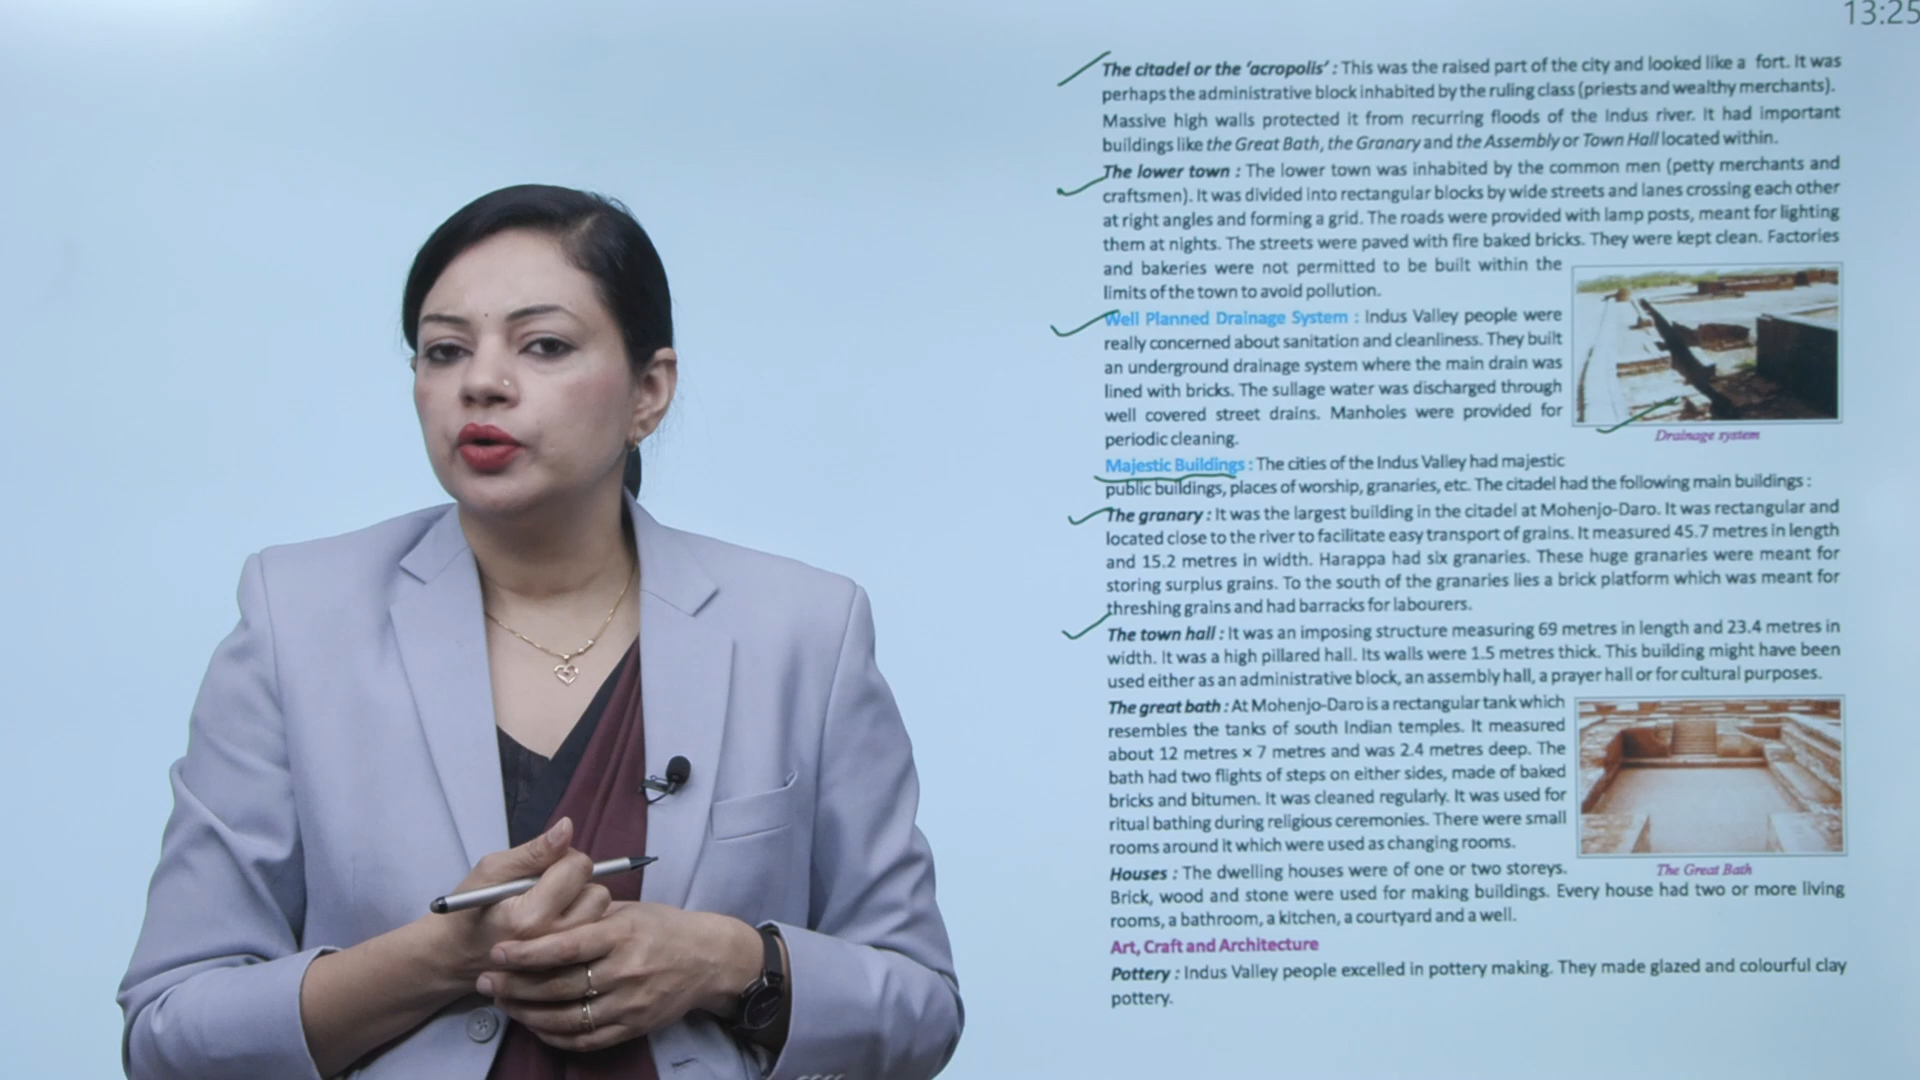 13:25
The citadel or the ‘acropolis’ : This was the raised part of the city and looked like a fort. It was
perhaps the administrative block inhabited by the ruling class (priests and wealthy merchants).
Massive high walls protected it from recurring floods of the Indus river. It had important
buildings like the Great Bath, the Granary and the Assembly or Town Hall located within.
The lower town : The lower town was inhabited by the common men (petty merchants and
craftsmen). It was divided into rectangular blocks by wide streets and lanes crossing each other
at right angles and forming a grid. The roads were provided with lamp posts, meant for lighting
them at nights. The streets were paved with fire baked bricks. They were kept clean. Factories
and bakeries were not permitted to be built within the
limits of the town to avoid pollution.
Well Planned Drainage System : Indus Valley people were
really concerned about sanitation and cleanliness. They built
an underground drainage system where the main drain was
lined with bricks. The sullage water was discharged through
well covered street drains. Manholes were provided for
periodic cleaning.
Drainage system
Majestic Buildings : The cities of the Indus Valley had majestic
public buildings, places of worship, granaries, etc. The citadel had the following main buildings :
The granary : It was the largest building in the citadel at Mohenjo-Daro. It was rectangular and
located close to the river to facilitate easy transport of grains. It measured 45.7 metres in length
and 15.2 metres in width. Harappa had six granaries. These huge granaries were meant for
storing surplus grains. To the south of the granaries lies a brick platform which was meant for
threshing grains and had barracks for labourers.
The town hall : It was an imposing structure measuring 69 metres in length and 23.4 metres in
width. It was a high pillared hall. Its walls were 1.5 metres thick. This building might have been
used either as an administrative block, an assembly hall, a prayer hall or for cultural purposes.
The great bath : At Mohenjo-Daro is a rectangular tank which
resembles the tanks of south Indian temples. It measured
about 12 metres × 7 metres and was 2.4 metres deep. The
bath had two flights of steps on either sides, made of baked
bricks and bitumen. It was cleaned regularly. It was used for
ritual bathing during religious ceremonies. There were small
rooms around it which were used as changing rooms.
The Great Bath
Houses : The dwelling houses were of one or two storeys.
Brick, wood and stone were used for making buildings. Every house had two or more living
rooms, a bathroom, a kitchen, a courtyard and a well.
Art, Craft and Architecture
Pottery : Indus Valley people excelled in pottery making. They made glazed and colourful clay
pottery.